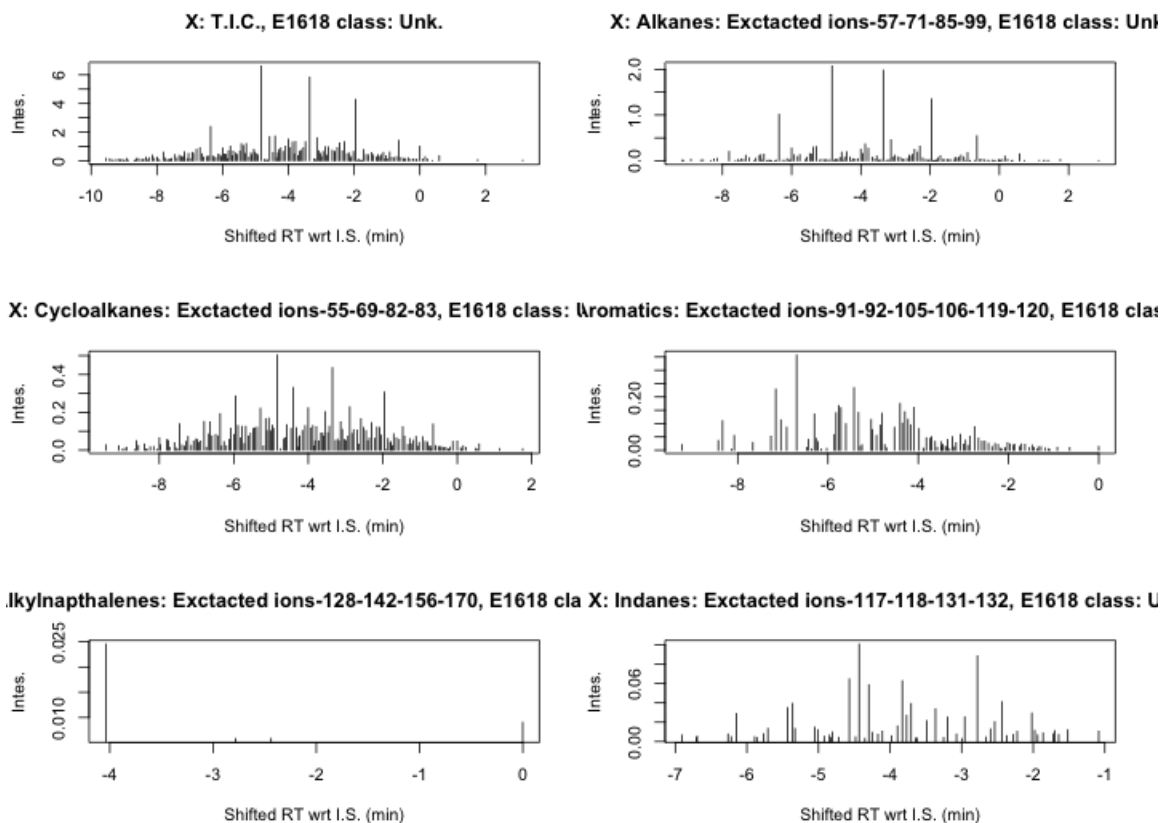 X: T.I.C., E1618 class: Unk.
Intes.
0 2 4 6
-10 -8 -6 -4 -2 0 2
Shifted RT wrt I.S. (min)
X: Alkanes: Exctacted ions-57-71-85-99, E1618 class: Unk
Intes.
0.0 1.0 2.0
-8 -6 -4 -2 0 2
Shifted RT wrt I.S. (min)
X: Cycloalkanes: Exctacted ions-55-69-82-83, E1618 class: U
Intes.
0.0 0.2 0.4
-8 -6 -4 -2 0 2
Shifted RT wrt I.S. (min)
Aromatics: Exctacted ions-91-92-105-106-119-120, E1618 clas
Intes.
0.00 0.20
-8 -6 -4 -2 0
Shifted RT wrt I.S. (min)
lkylnapthalenes: Exctacted ions-128-142-156-170, E1618 cla
Intes.
0.010 0.025
-4 -3 -2 -1 0
Shifted RT wrt I.S. (min)
X: Indanes: Exctacted ions-117-118-131-132, E1618 class: U
Intes.
0.00 0.06
-7 -6 -5 -4 -3 -2 -1
Shifted RT wrt I.S. (min)